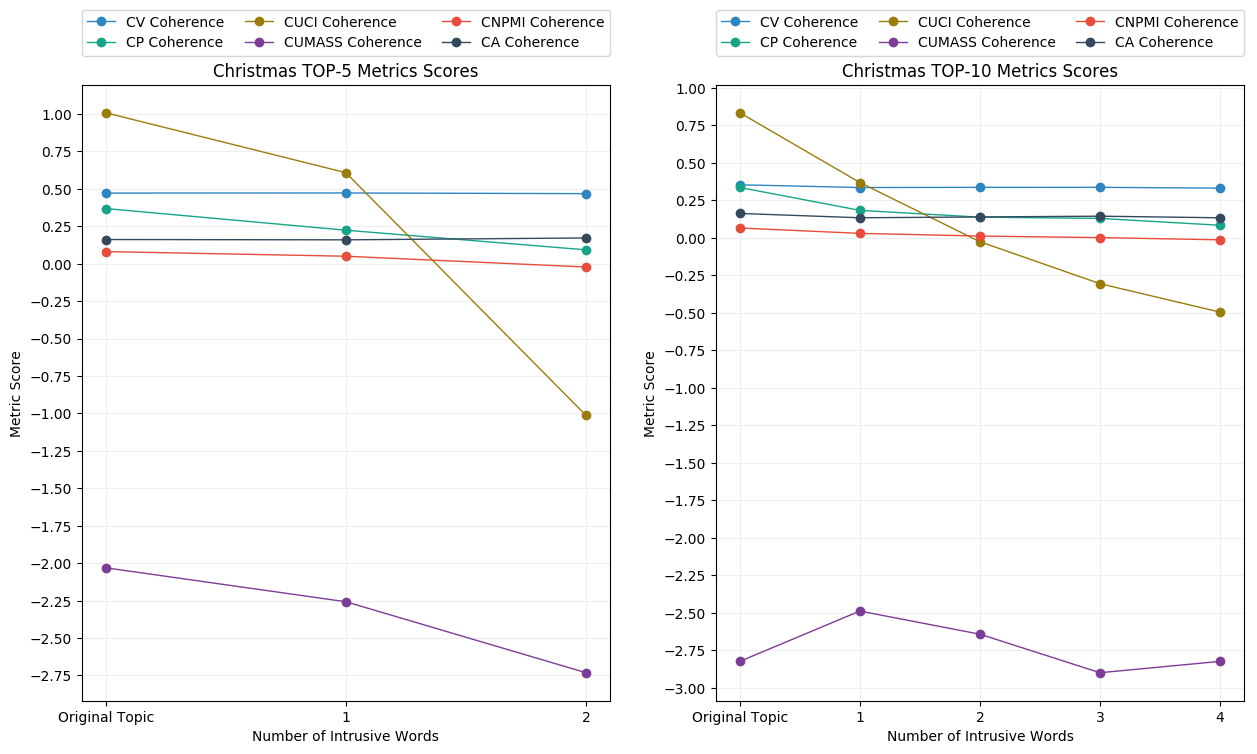 CV Coherence CUCI Coherence CNPMI Coherence
CP Coherence CUMASS Coherence CA Coherence
Christmas TOP-5 Metrics Scores
1.00
0.75
0.50
0.25
0.00
−0.25
−0.50
−0.75
−1.00
−1.25
−1.50
−1.75
−2.00
−2.25
−2.50
−2.75
Metric Score
Original Topic 1 2
Number of Intrusive Words
CV Coherence CUCI Coherence CNPMI Coherence
CP Coherence CUMASS Coherence CA Coherence
Christmas TOP-10 Metrics Scores
1.00
0.75
0.50
0.25
0.00
−0.25
−0.50
−0.75
−1.00
−1.25
−1.50
−1.75
−2.00
−2.25
−2.50
−2.75
−3.00
Metric Score
Original Topic 1 2 3 4
Number of Intrusive Words